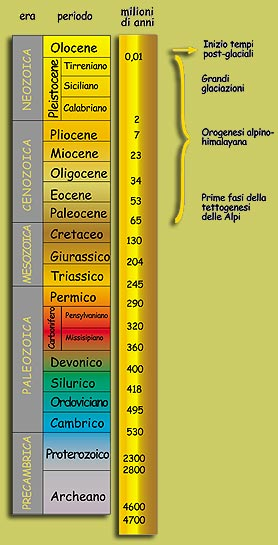 era
periodo
milioni
di anni
NEOZOICA
Olocene
Pleistocene
Tirreniano
Siciliano
Calabriano
CENOZOICA
Pliocene
Miocene
Oligocene
Eocene
Paleocene
MESOZOICA
Cretaceo
Giurassico
Triassico
PALEOZOICA
Permico
Carbonifero
Pensylvaniano
Missisipiano
Devonico
Silurico
Ordoviciano
Cambrico
PRECAMBRICA
Proterozoico
Archeano
0,01
2
7
23
34
53
65
130
204
245
290
320
360
400
418
495
530
2300
2800
4600
4700
Inizio tempi
post-glaciali
Grandi
glaciazioni
Orogenesi alpino-
himalayana
Prime fasi della
tettogenesi
delle Alpi